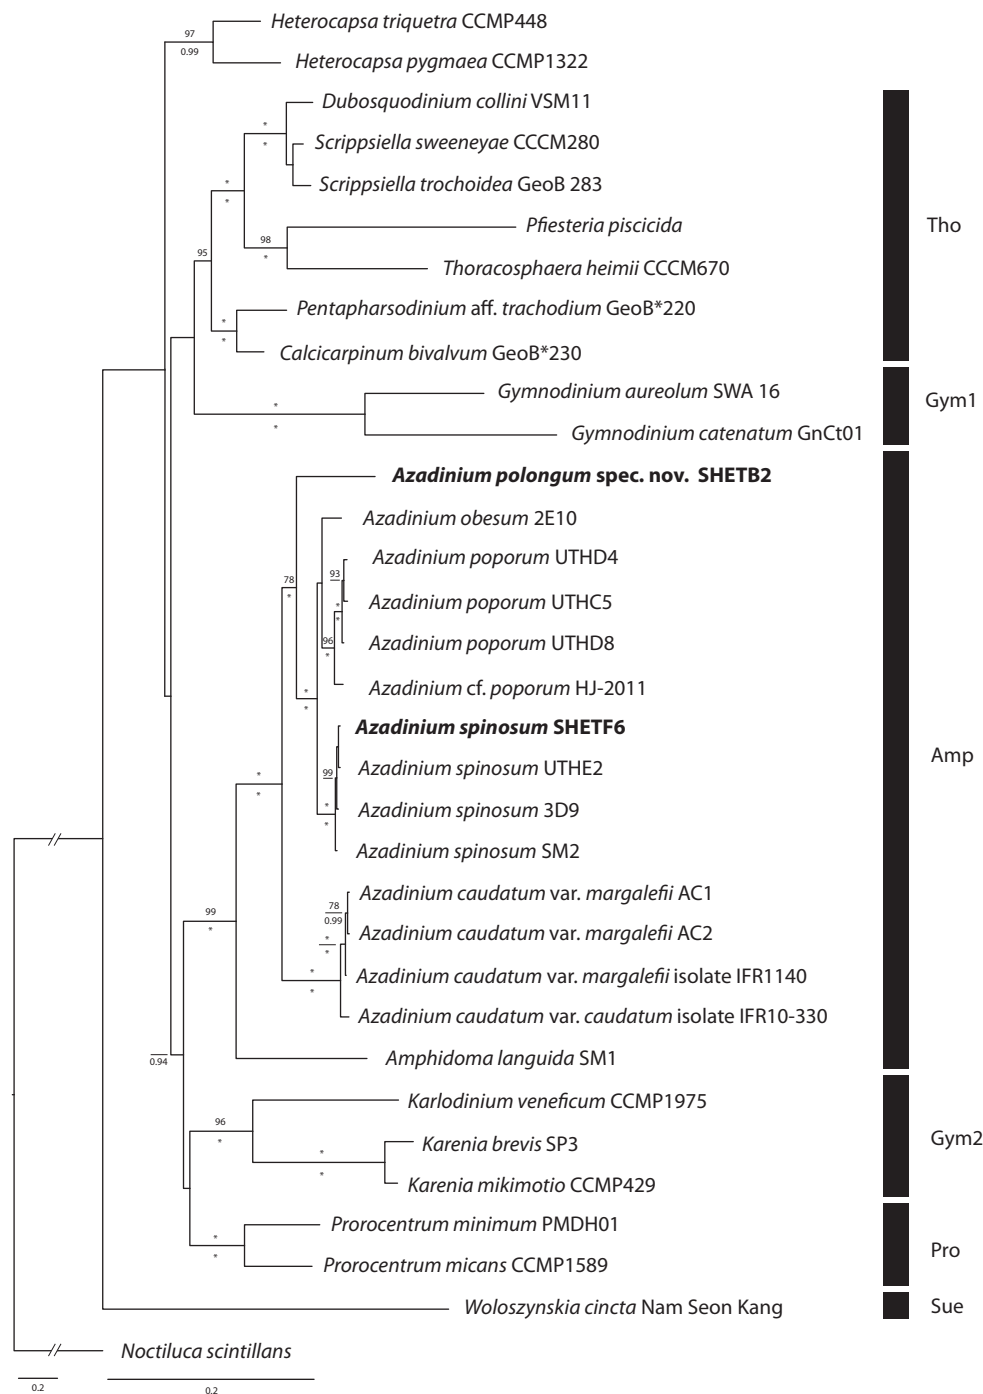 Heterocapsa triquetra CCMP448
97
0.99
Heterocapsa pygmaea CCMP1322
Dubosquodinium collini VSM11
*
*
Scrippsiella sweeneyae CCCM280
Scrippsiella trochoidea GeoB 283
*
*
Pfiesteria piscicida
98
*
Thoracosphaera heimii CCCM670
Tho
95
Pentapharsodinium aff. trachodium GeoB*220
*
*
Calcicarpinum bivalvum GeoB*230
Gymnodinium aureolum SWA 16
Gym1
*
*
Gymnodinium catenatum GnCt01
Azadinium polongum spec. nov. SHETB2
Azadinium obesum 2E10
Azadinium poporum UTHD4
93
78
*
Azadinium poporum UTHC5
*
*
Azadinium poporum UTHD8
96
*
Azadinium cf. poporum HJ-2011
*
*
Azadinium spinosum SHETF6
Amp
Azadinium spinosum UTHE2
99
*
*
Azadinium spinosum 3D9
*
*
Azadinium spinosum SM2
Azadinium caudatum var. margalefii AC1
78
0.99
99
*
Azadinium caudatum var. margalefii AC2
*
*
Azadinium caudatum var. margalefii isolate IFR1140
*
*
Azadinium caudatum var. caudatum isolate IFR10-330
0.94
Amphidoma languida SM1
Karlodinium veneficum CCMP1975
96
*
Karenia brevis SP3
Gym2
*
*
Karenia mikimotio CCMP429
Prorocentrum minimum PMDH01
*
*
Pro
Prorocentrum micans CCMP1589
Woloszynskia cincta Nam Seon Kang
Sue
Noctiluca scintillans
0.2
0.2